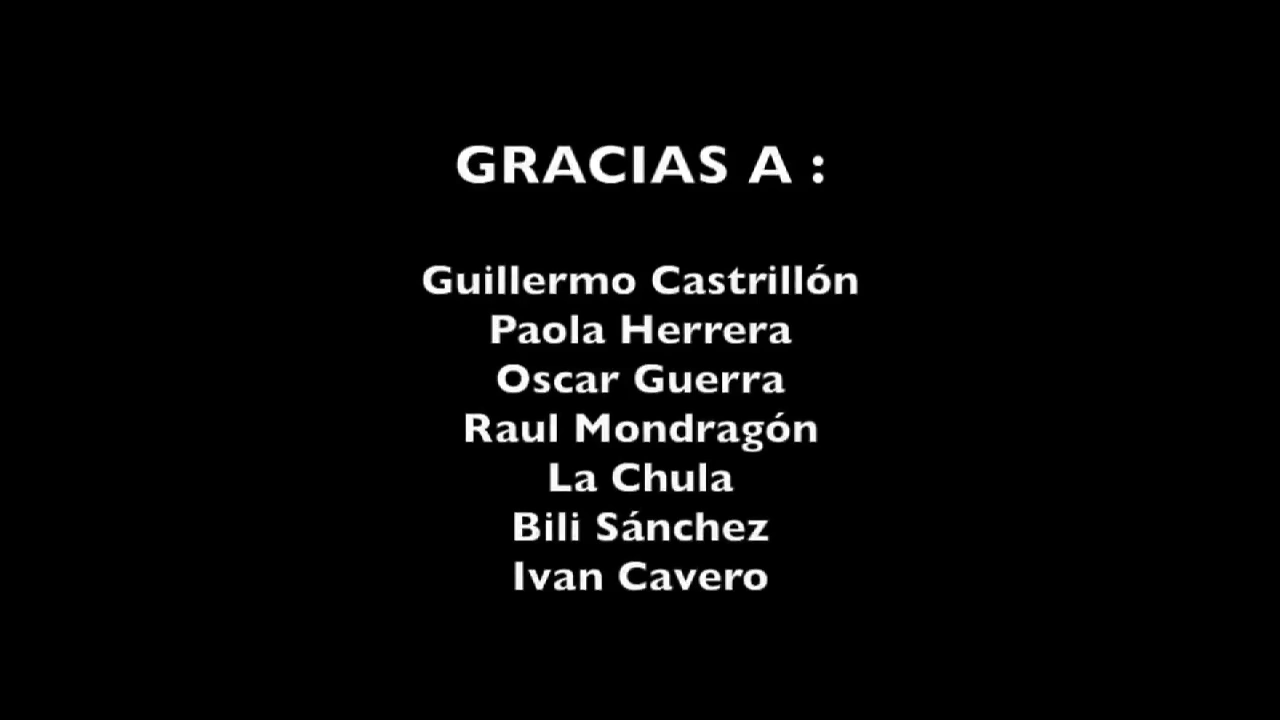 GRACIAS A :
Guillermo Castrillón
Paola Herrera
Oscar Guerra
Raul Mondragón
La Chula
Bili Sánchez
Ivan Cavero